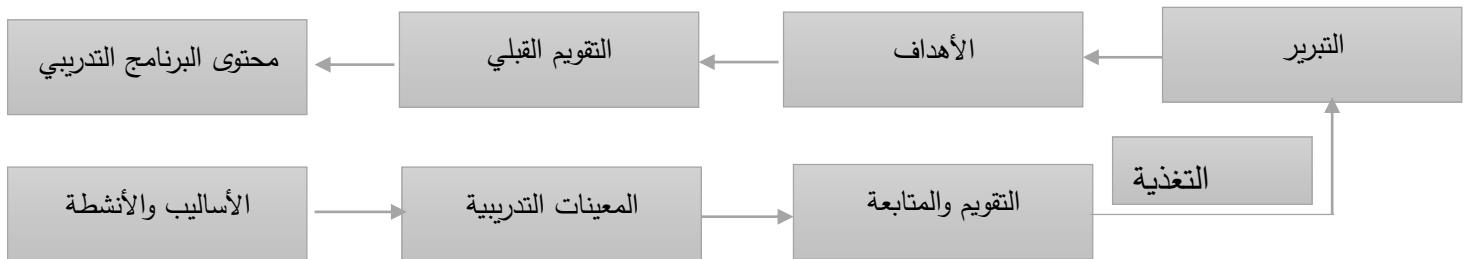 التبرير
الأهداف
التقويم القبلي
محتوى البرنامج التدريبي
التغذية
التقويم والمتابعة
المعينات التدريبية
الأساليب والأنشطة